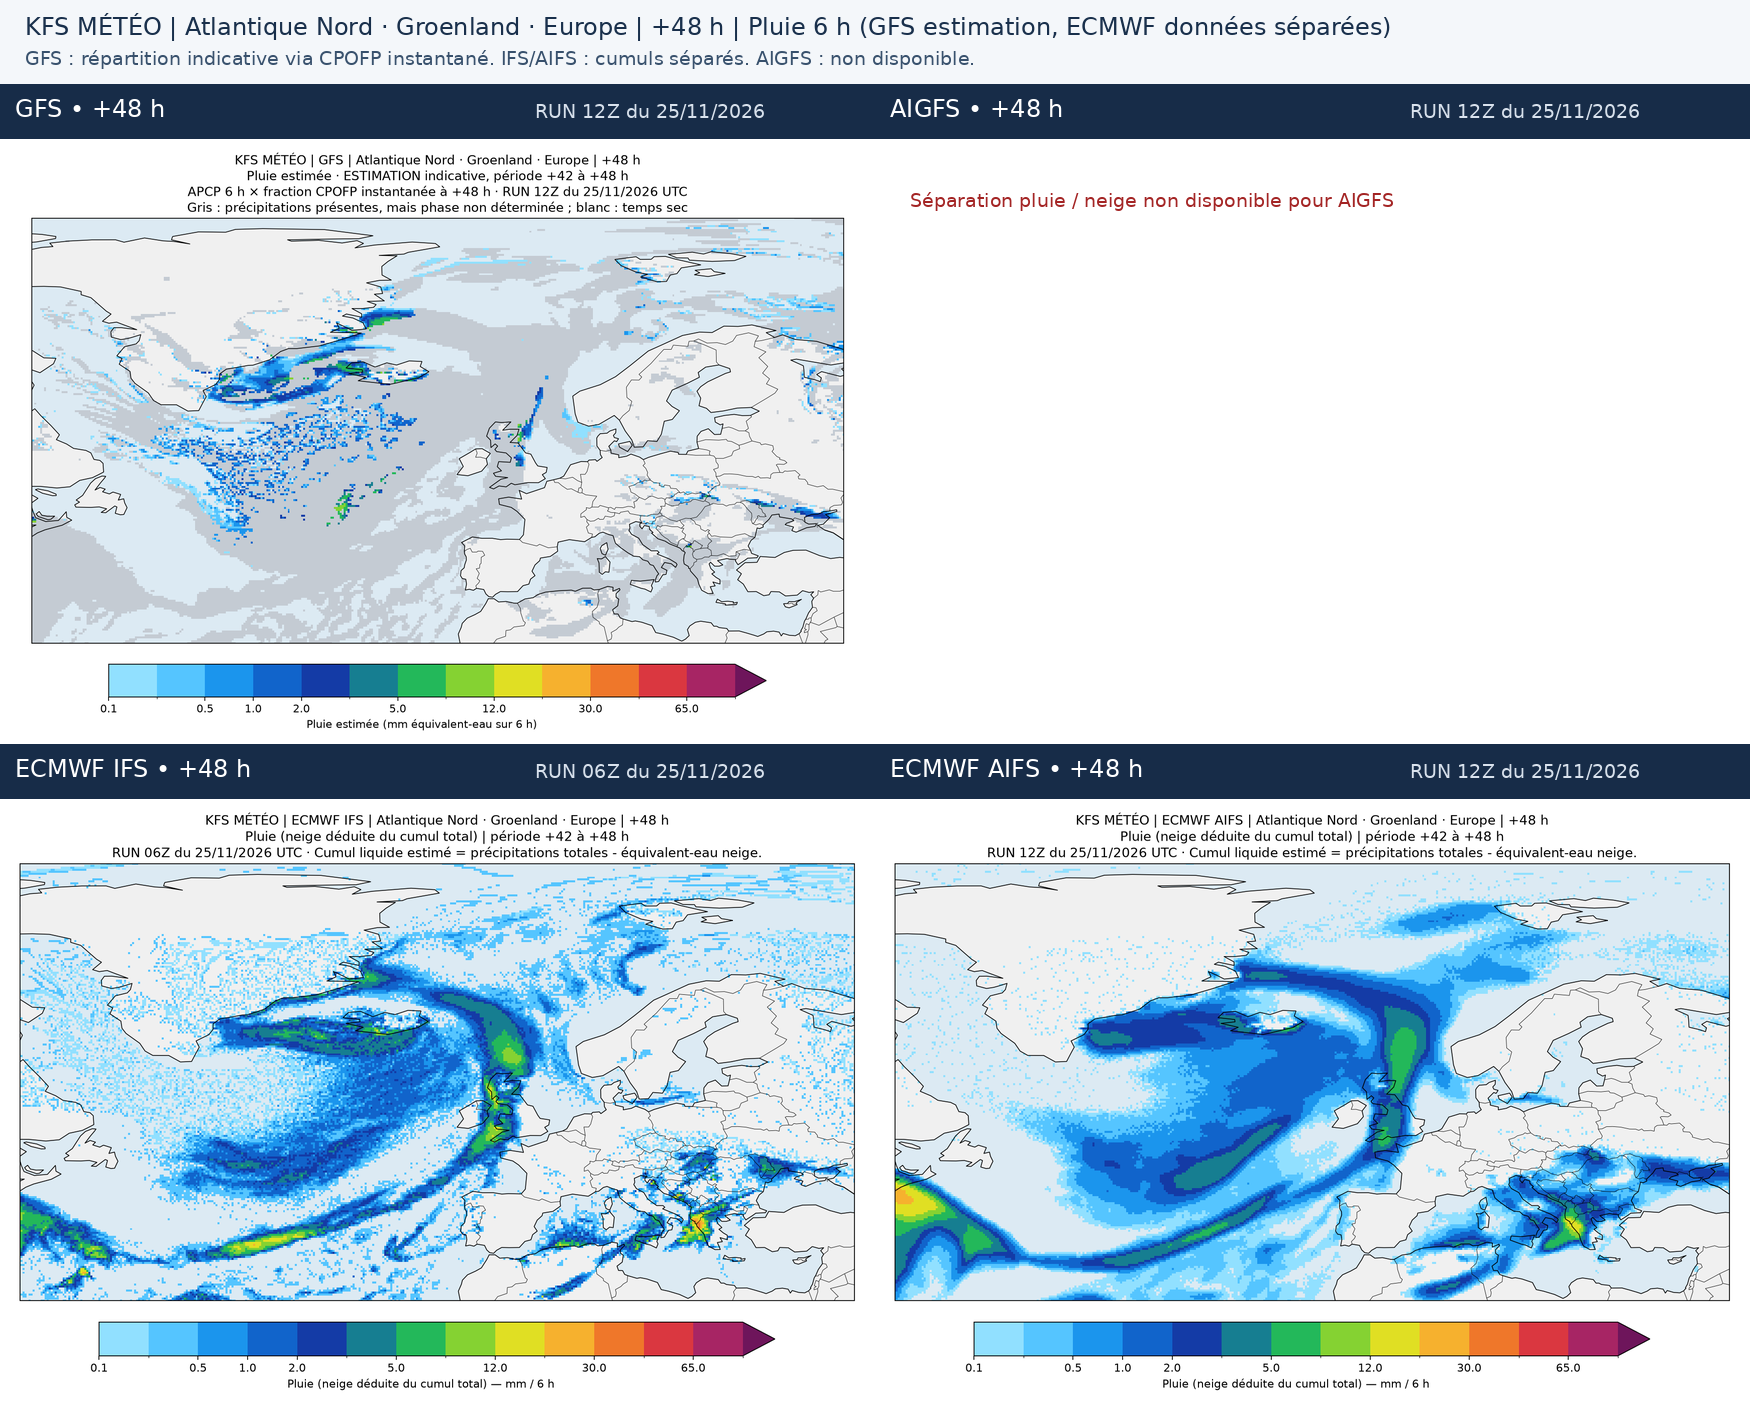 KFS MÉTÉO | Atlantique Nord · Groenland · Europe | +48 h | Pluie 6 h (GFS estimation, ECMWF données séparées)
GFS : répartition indicative via CPOFP instantané. IFS/AIFS : cumuls séparés. AIGFS : non disponible.
GFS • +48 h
RUN 12Z du 25/11/2026
KFS MÉTÉO | GFS | Atlantique Nord · Groenland · Europe | +48 h
Pluie estimée · ESTIMATION indicative, période +42 à +48 h
APCP 6 h × fraction CPOFP instantanée à +48 h · RUN 12Z du 25/11/2026 UTC
Gris : précipitations présentes, mais phase non déterminée ; blanc : temps sec
0.1 0.5 1.0 2.0 5.0 12.0 30.0 65.0
Pluie estimée (mm équivalent-eau sur 6 h)
AIGFS • +48 h
RUN 12Z du 25/11/2026
Séparation pluie / neige non disponible pour AIGFS
ECMWF IFS • +48 h
RUN 06Z du 25/11/2026
KFS MÉTÉO | ECMWF IFS | Atlantique Nord · Groenland · Europe | +48 h
Pluie (neige déduite du cumul total) | période +42 à +48 h
RUN 06Z du 25/11/2026 UTC · Cumul liquide estimé = précipitations totales - équivalent-eau neige.
0.1 0.5 1.0 2.0 5.0 12.0 30.0 65.0
Pluie (neige déduite du cumul total) — mm / 6 h
ECMWF AIFS • +48 h
RUN 12Z du 25/11/2026
KFS MÉTÉO | ECMWF AIFS | Atlantique Nord · Groenland · Europe | +48 h
Pluie (neige déduite du cumul total) | période +42 à +48 h
RUN 12Z du 25/11/2026 UTC · Cumul liquide estimé = précipitations totales - équivalent-eau neige.
0.1 0.5 1.0 2.0 5.0 12.0 30.0 65.0
Pluie (neige déduite du cumul total) — mm / 6 h